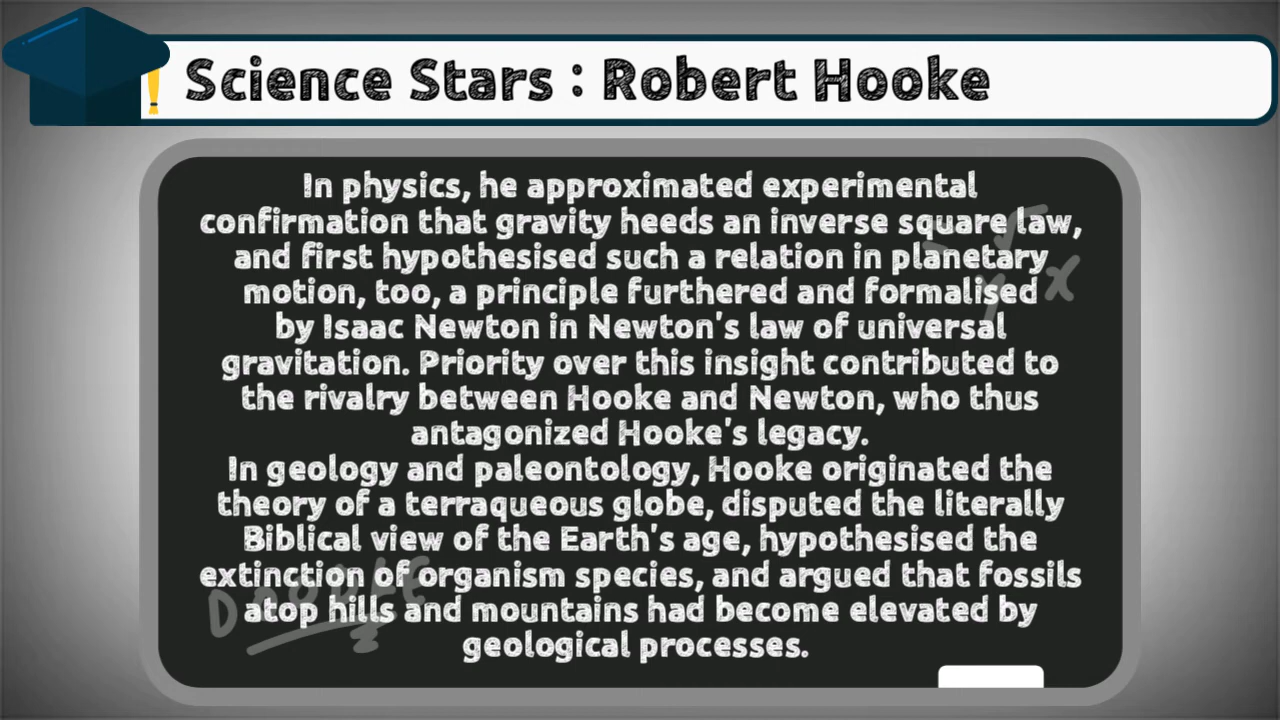 Science Stars : Robert Hooke
In physics, he approximated experimental
confirmation that gravity heeds an inverse square law,
and first hypothesised such a relation in planetary
motion, too, a principle furthered and formalised
by Isaac Newton in Newton's law of universal
gravitation. Priority over this insight contributed to
the rivalry between Hooke and Newton, who thus
antagonized Hooke's legacy.
In geology and paleontology, Hooke originated the
theory of a terraqueous globe, disputed the literally
Biblical view of the Earth's age, hypothesised the
extinction of organism species, and argued that fossils
atop hills and mountains had become elevated by
geological processes.
DOODLE